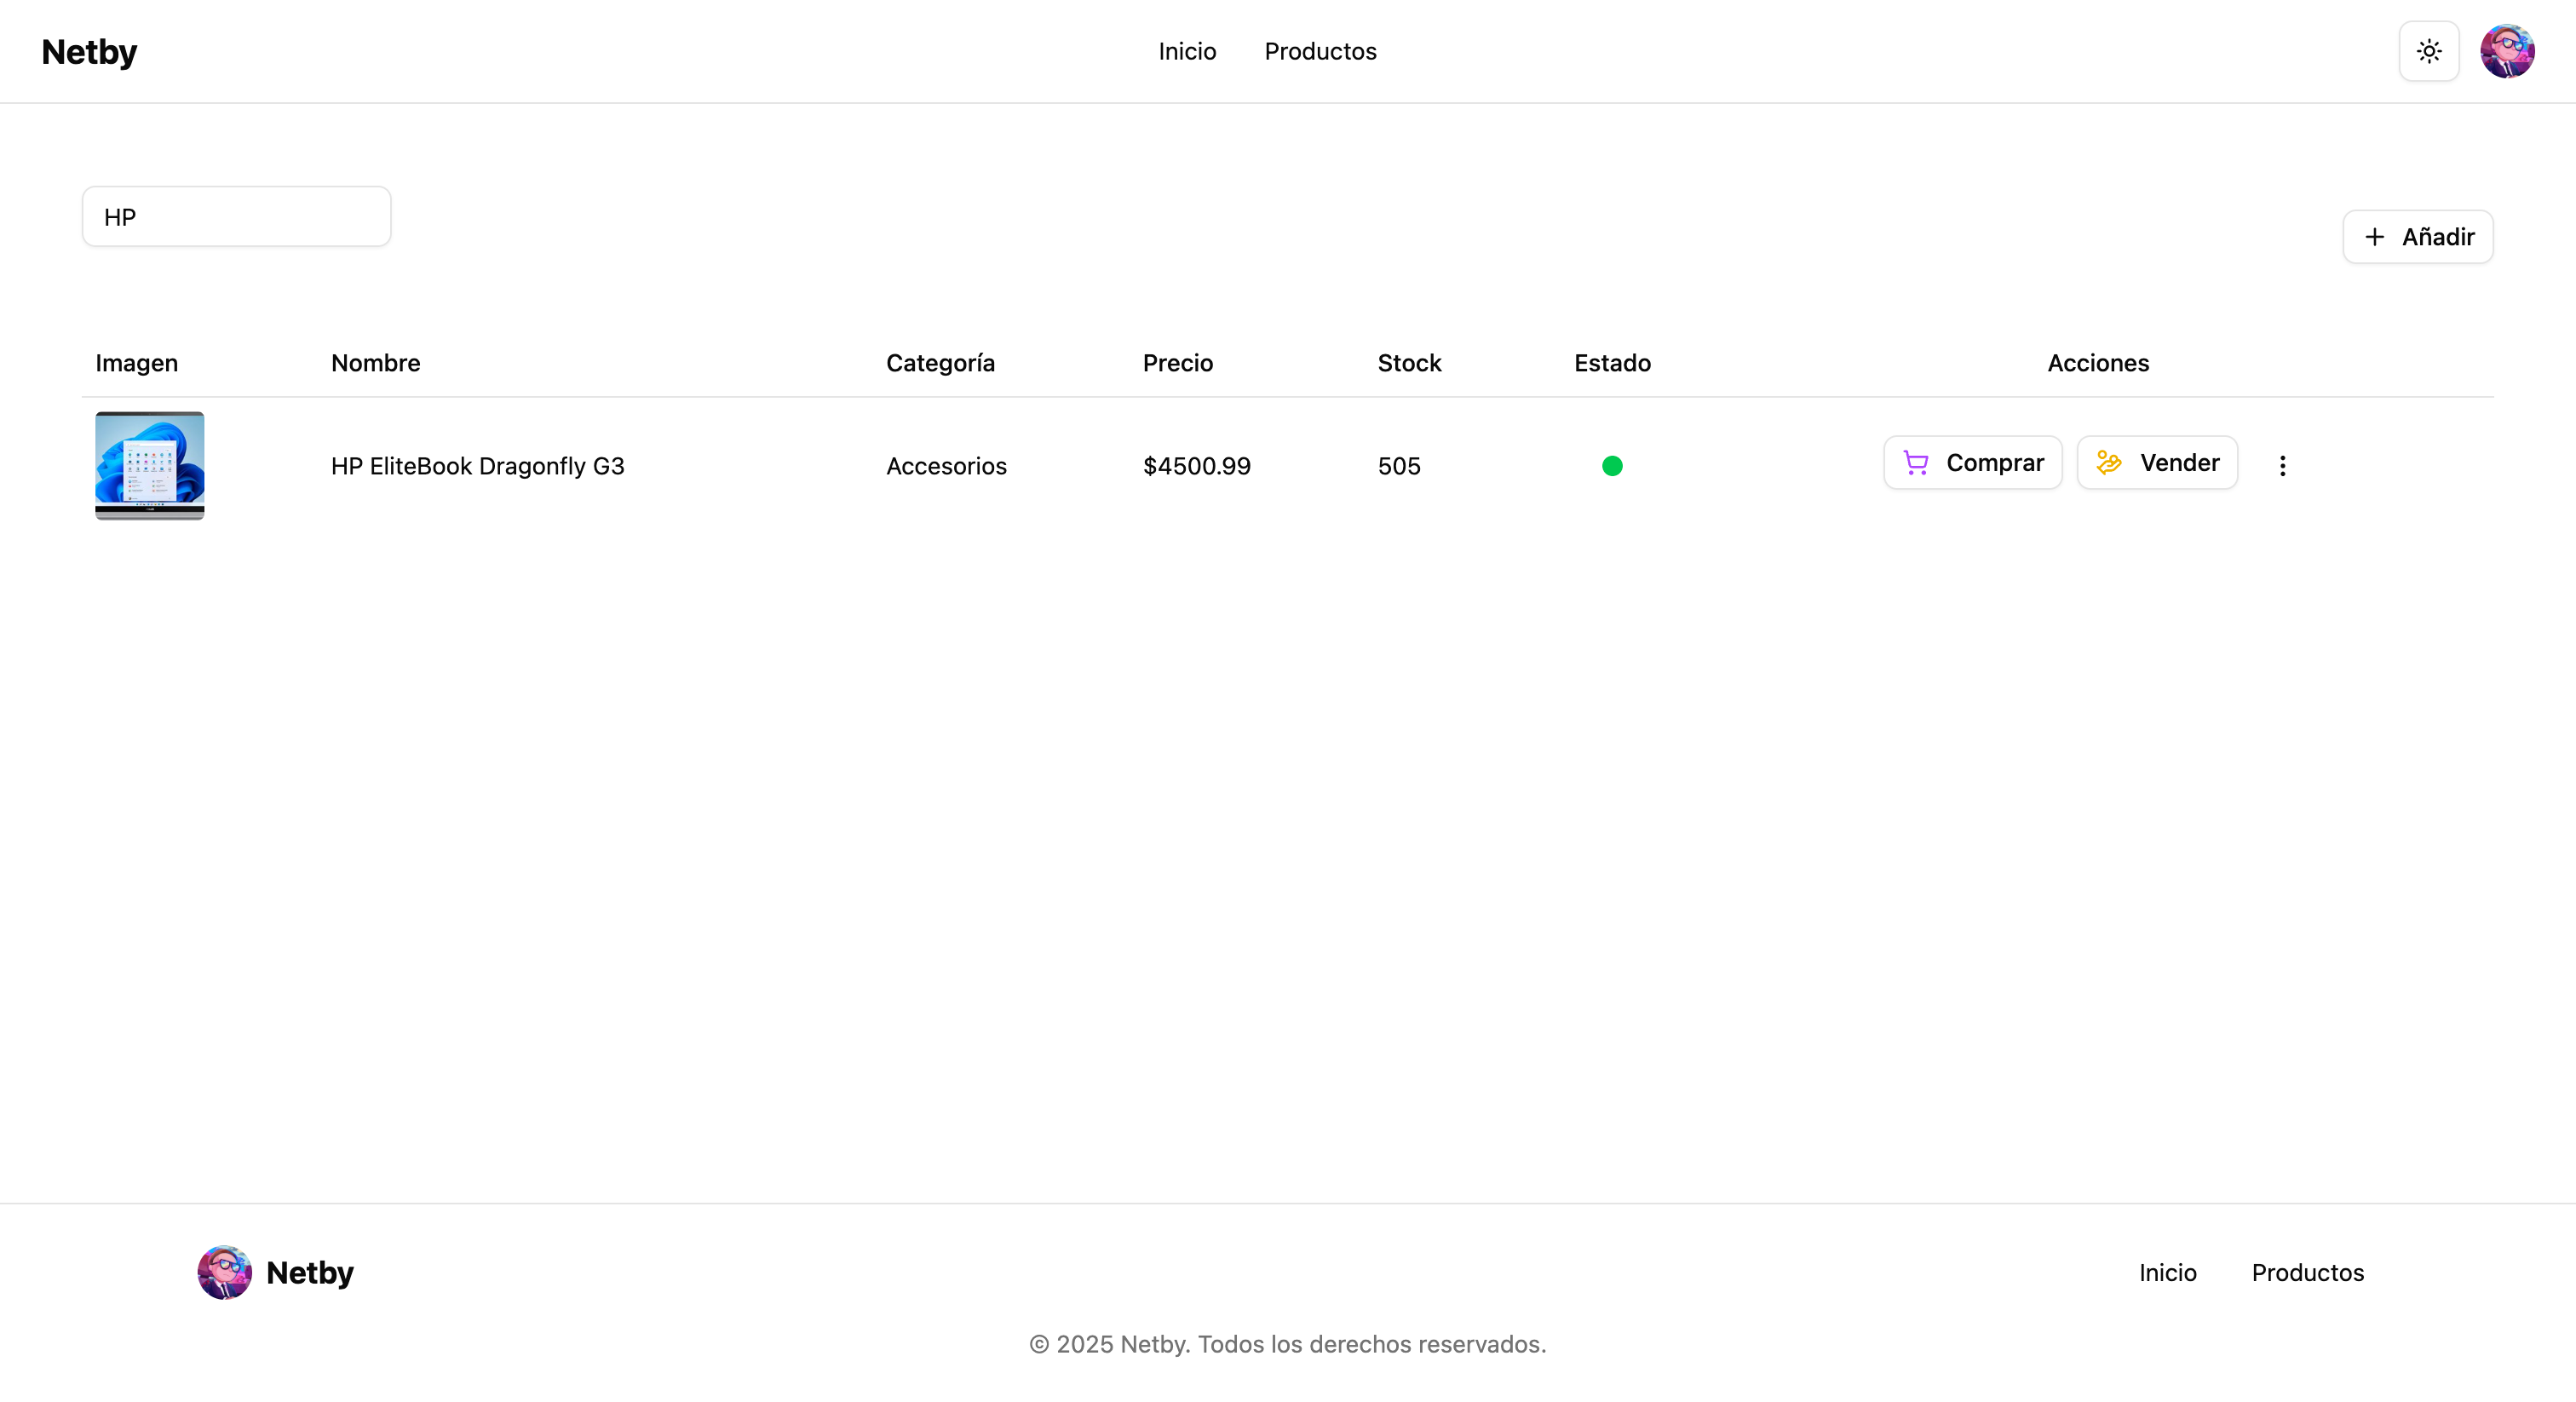 Netby
Inicio Productos
HP
Añadir
Imagen Nombre Categoría Precio Stock Estado Acciones
HP EliteBook Dragonfly G3 Accesorios $4500.99 505 Comprar Vender
Netby
Inicio Productos
© 2025 Netby. Todos los derechos reservados.